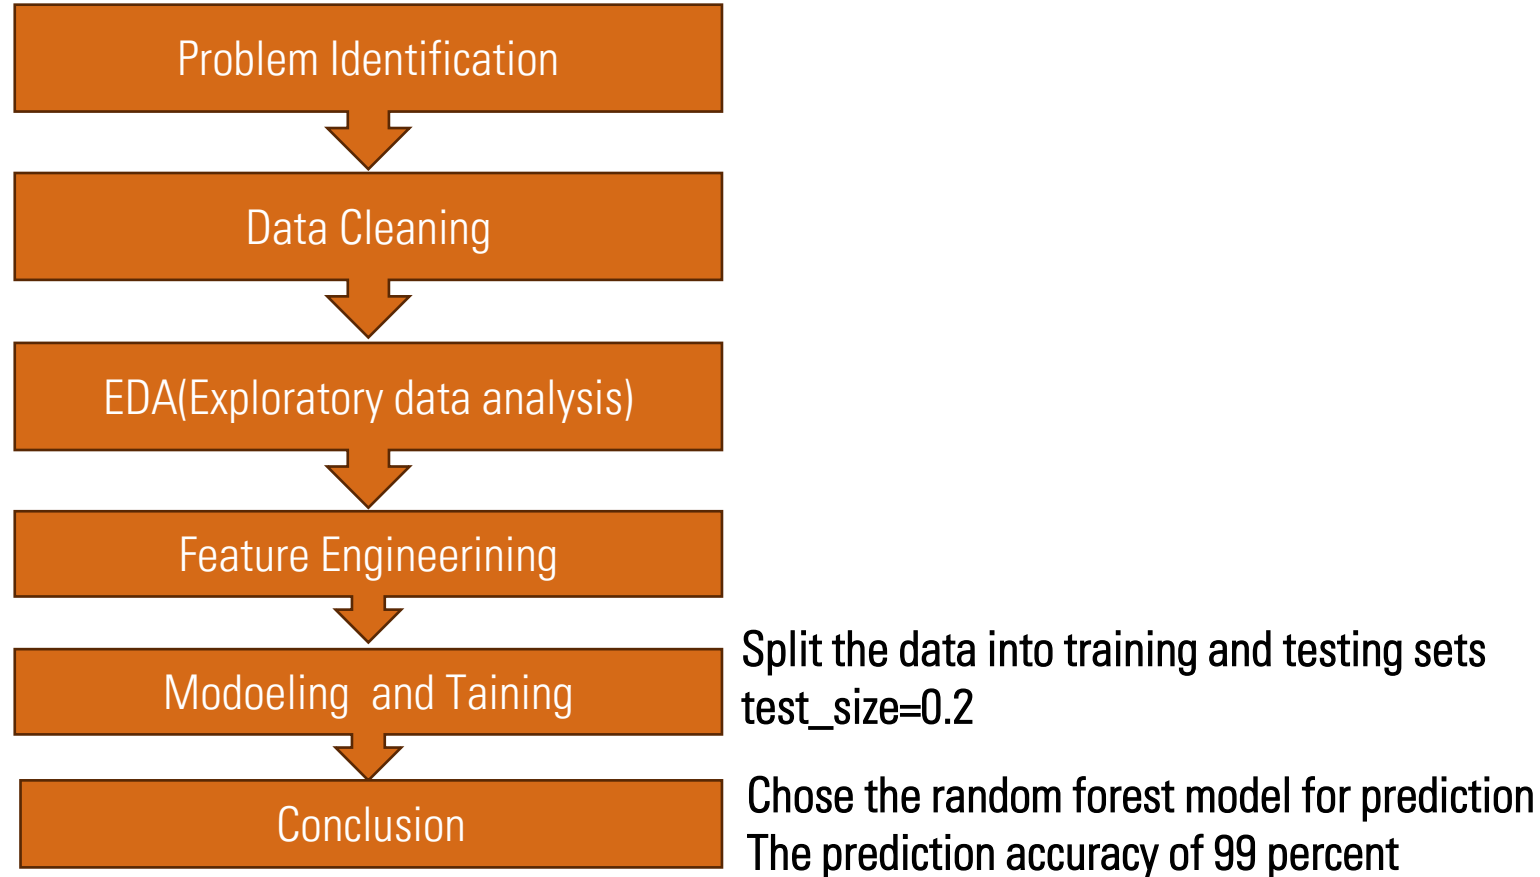 Problem Identification
Data Cleaning
EDA(Exploratory data analysis)
Feature Engineerining
Modoeling  and Taining
Split the data into training and testing sets
test_size=0.2
Conclusion
Chose the random forest model for prediction
The prediction accuracy of 99 percent